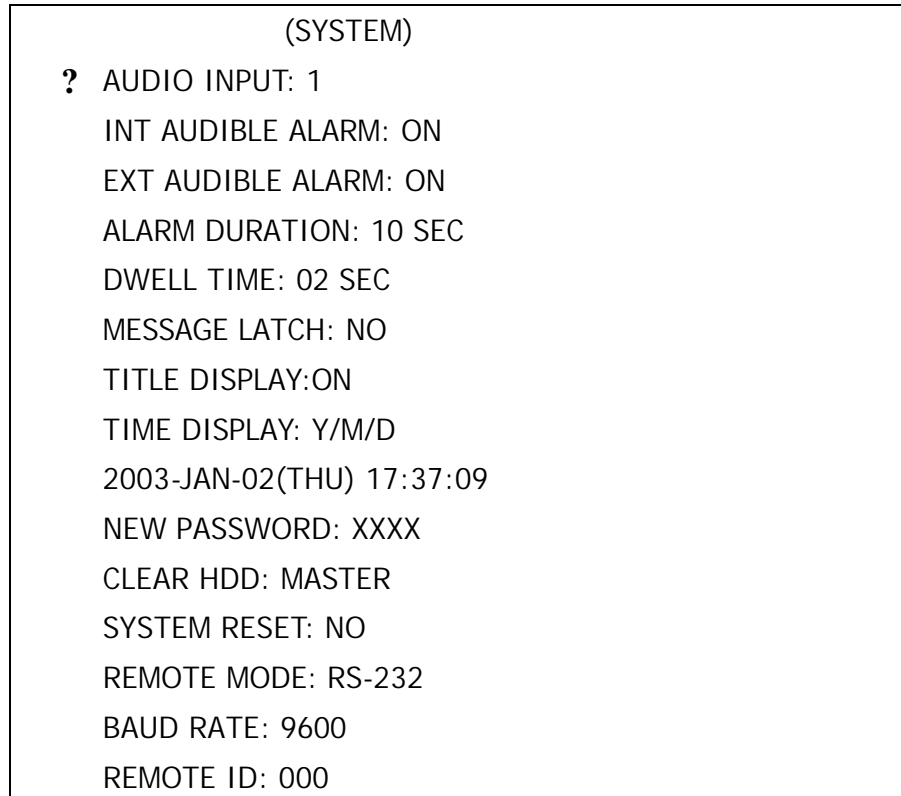 (SYSTEM)
? AUDIO INPUT: 1
INT AUDIBLE ALARM: ON
EXT AUDIBLE ALARM: ON
ALARM DURATION: 10 SEC
DWELL TIME: 02 SEC
MESSAGE LATCH: NO
TITLE DISPLAY:ON
TIME DISPLAY: Y/M/D
2003-JAN-02(THU) 17:37:09
NEW PASSWORD: XXXX
CLEAR HDD: MASTER
SYSTEM RESET: NO
REMOTE MODE: RS-232
BAUD RATE: 9600
REMOTE ID: 000